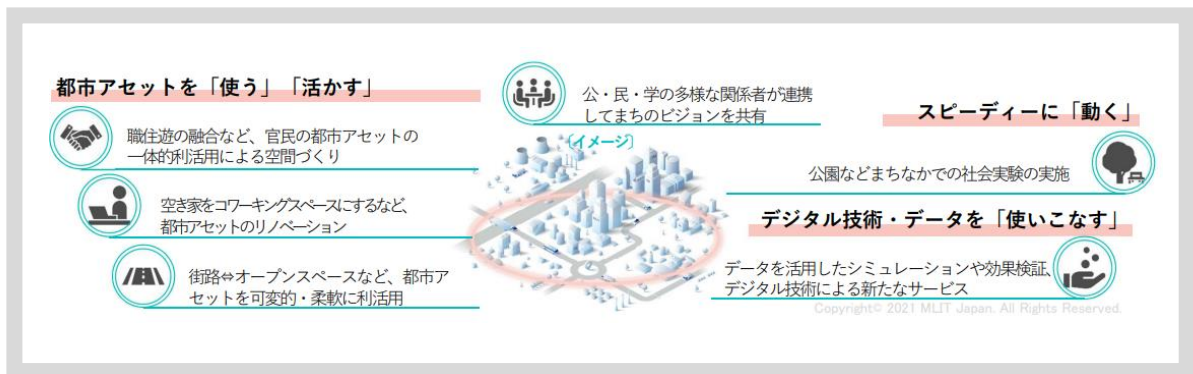 都市アセットを「使う」「活かす」
職住遊の融合など、官民の都市アセットの
一体的利活用による空間づくり
空き家をコワーキングスペースにするなど、
都市アセットのリノベーション
街路⇔オープンスペースなど、都市ア
セットを可変的・柔軟に利活用
公・民・学の多様な関係者が連携
してまちのビジョンを共有
(イメージ)
スピーディーに「動く」
公園などまちなかでの社会実験の実施
デジタル技術・データを「使いこなす」
データを活用したシミュレーションや効果検証、
デジタル技術による新たなサービス
Copyright© 2021 MLIT Japan. All Rights Reserved.